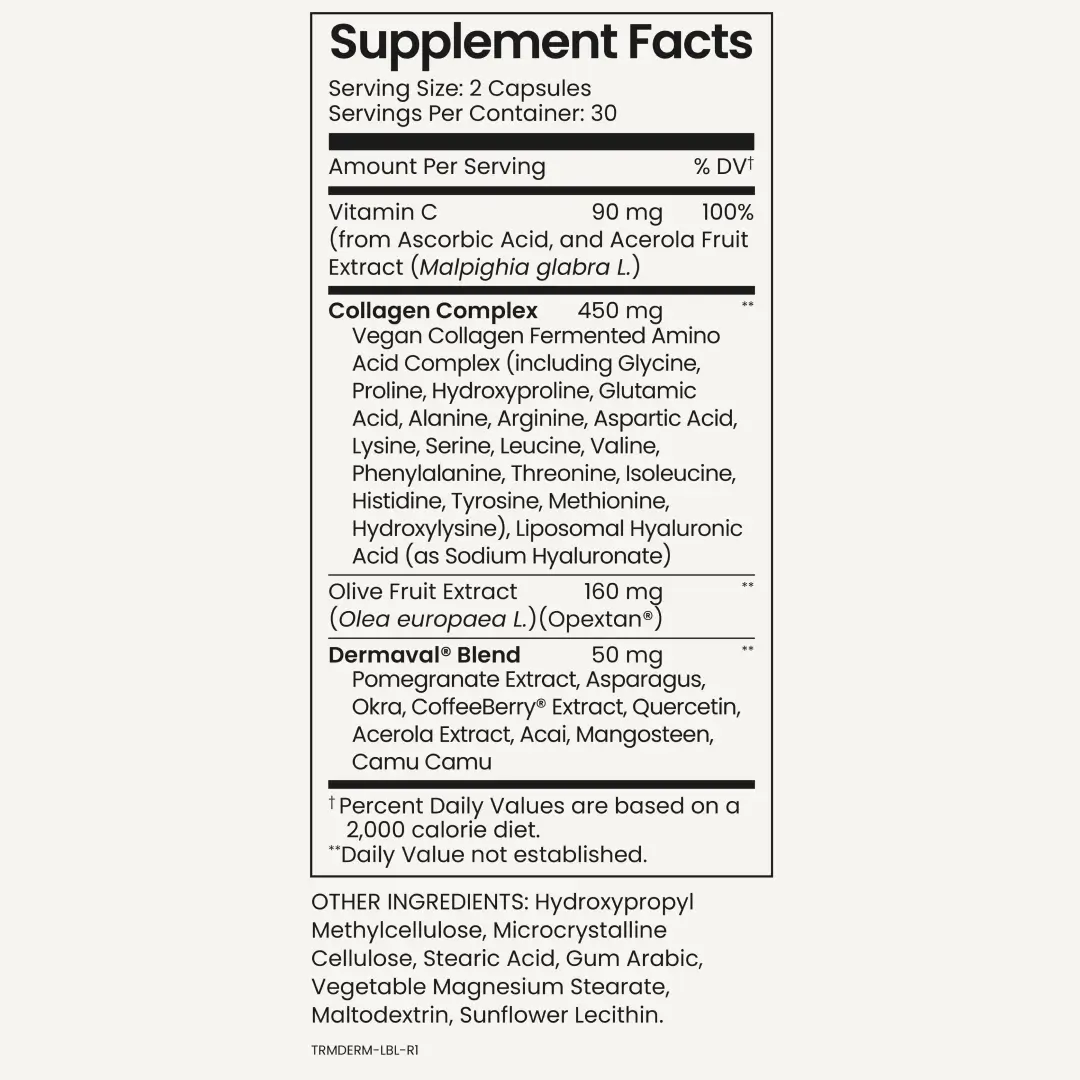 Supplement Facts
Serving Size: 2 Capsules
Servings Per Container: 30
Amount Per Serving % DV†
Vitamin C 90 mg 100%
(from Ascorbic Acid, and Acerola Fruit
Extract (Malpighia glabra L.)
Collagen Complex 450 mg **
Vegan Collagen Fermented Amino
Acid Complex (including Glycine,
Proline, Hydroxyproline, Glutamic
Acid, Alanine, Arginine, Aspartic Acid,
Lysine, Serine, Leucine, Valine,
Phenylalanine, Threonine, Isoleucine,
Histidine, Tyrosine, Methionine,
Hydroxylysine), Liposomal Hyaluronic
Acid (as Sodium Hyaluronate)
Olive Fruit Extract 160 mg **
(Olea europaea L.)(Opextan®)
Dermaval® Blend 50 mg **
Pomegranate Extract, Asparagus,
Okra, CoffeeBerry® Extract, Quercetin,
Acerola Extract, Acai, Mangosteen,
Camu Camu
†Percent Daily Values are based on a
2,000 calorie diet.
**Daily Value not established.
OTHER INGREDIENTS: Hydroxypropyl
Methylcellulose, Microcrystalline
Cellulose, Stearic Acid, Gum Arabic,
Vegetable Magnesium Stearate,
Maltodextrin, Sunflower Lecithin.
TRMDERM-LBL-R1